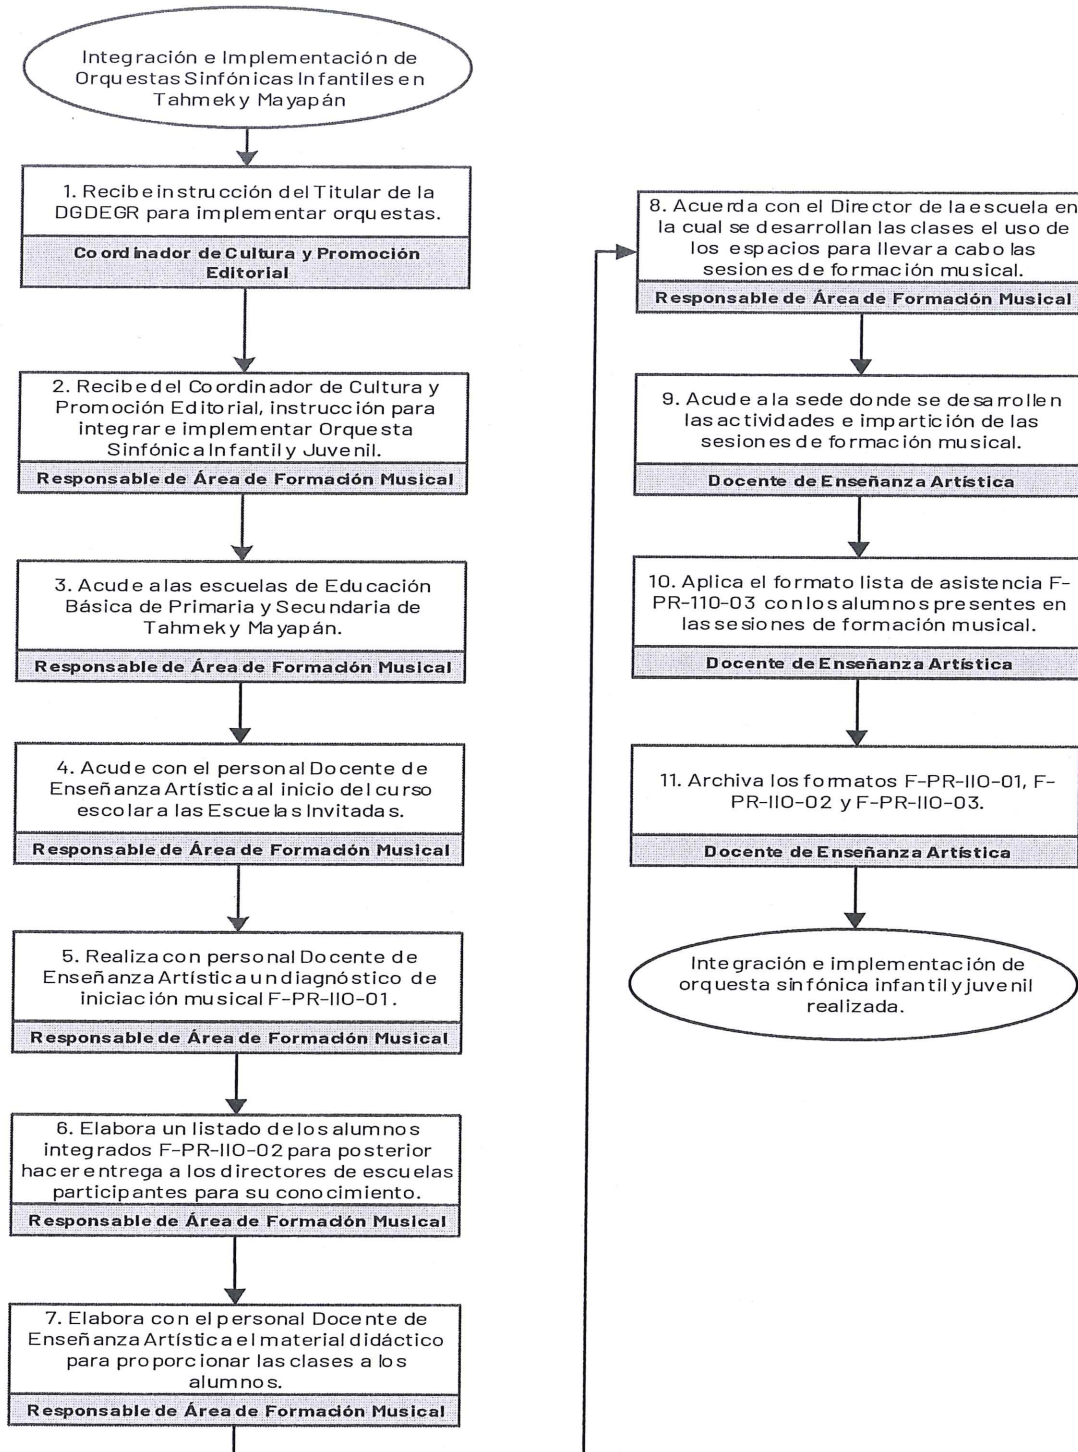 Integración e Implementación de
Orquestas Sinfónicas Infantiles en
Tahmek y Mayapán
1. Recibe instrucción del Titular de la
DGDEGR para implementar orquestas.
Coordinador de Cultura y Promoción
Editorial
2. Recibe del Coordinador de Cultura y
Promoción Editorial, instrucción para
integrar e implementar Orquesta
Sinfónica Infantil y Juvenil.
Responsable de Área de Formación Musical
3. Acude a las escuelas de Educación
Básica de Primaria y Secundaria de
Tahmek y Mayapán.
Responsable de Área de Formación Musical
4. Acude con el personal Docente de
Enseñanza Artística al inicio del curso
escolar a las Escuelas Invitadas.
Responsable de Área de Formación Musical
5. Realiza con personal Docente de
Enseñanza Artística un diagnóstico de
iniciación musical F-PR-IIO-01.
Responsable de Área de Formación Musical
6. Elabora un listado de los alumnos
integrados F-PR-IIO-02 para posterior
hacer entrega a los directores de escuelas
participantes para su conocimiento.
Responsable de Área de Formación Musical
7. Elabora con el personal Docente de
Enseñanza Artística el material didáctico
para proporcionar las clases a los
alumnos.
Responsable de Área de Formación Musical
8. Acuerda con el Director de la escuela en
la cual se desarrollan las clases el uso de
los espacios para llevar a cabo las
sesiones de formación musical.
Responsable de Área de Formación Musical
9. Acude a la sede donde se desarrollen
las actividades e impartición de las
sesiones de formación musical.
Docente de Enseñanza Artística
10. Aplica el formato lista de asistencia F-
PR-110-03 con los alumnos presentes en
las sesiones de formación musical.
Docente de Enseñanza Artística
11. Archiva los formatos F-PR-IIO-01, F-
PR-IIO-02 y F-PR-IIO-03.
Docente de Enseñanza Artística
Integración e implementación de
orquesta sinfónica infantil y juvenil
realizada.